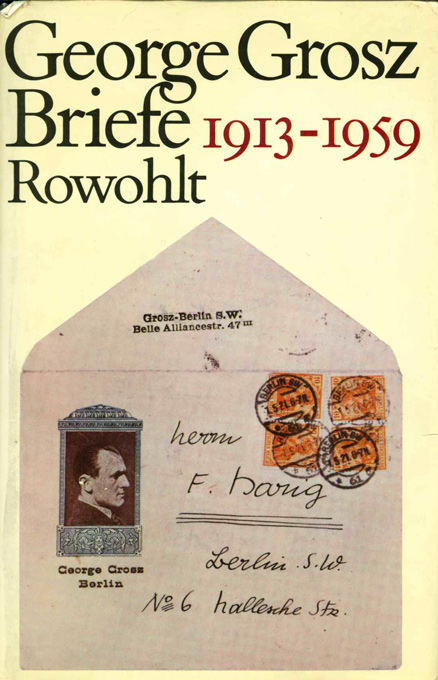 George Grosz
Briefe 1913-1959
Rowohlt
Grosz-Berlin S.W.
Belle Alliancestr. 47 III
Herrn
F. Hanig
Berlin. S.W.
No 6 Hallesche Str.
George Grosz
Berlin